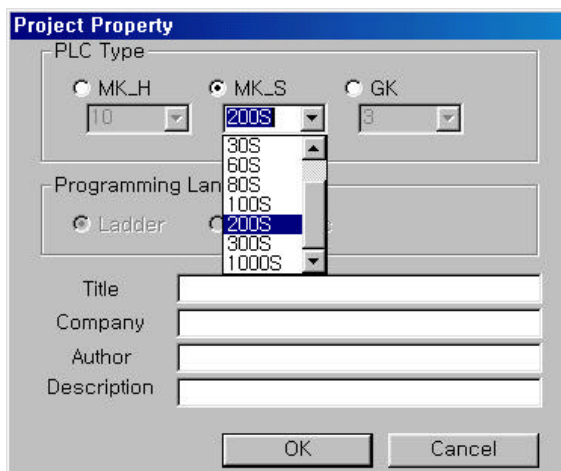 Project Property
PLC Type
MK_H MK_S GK
10 200S 3
30S
60S
80S
100S
200S
300S
1000S
Programming Lan
Ladder
Title
Company
Author
Description
OK Cancel